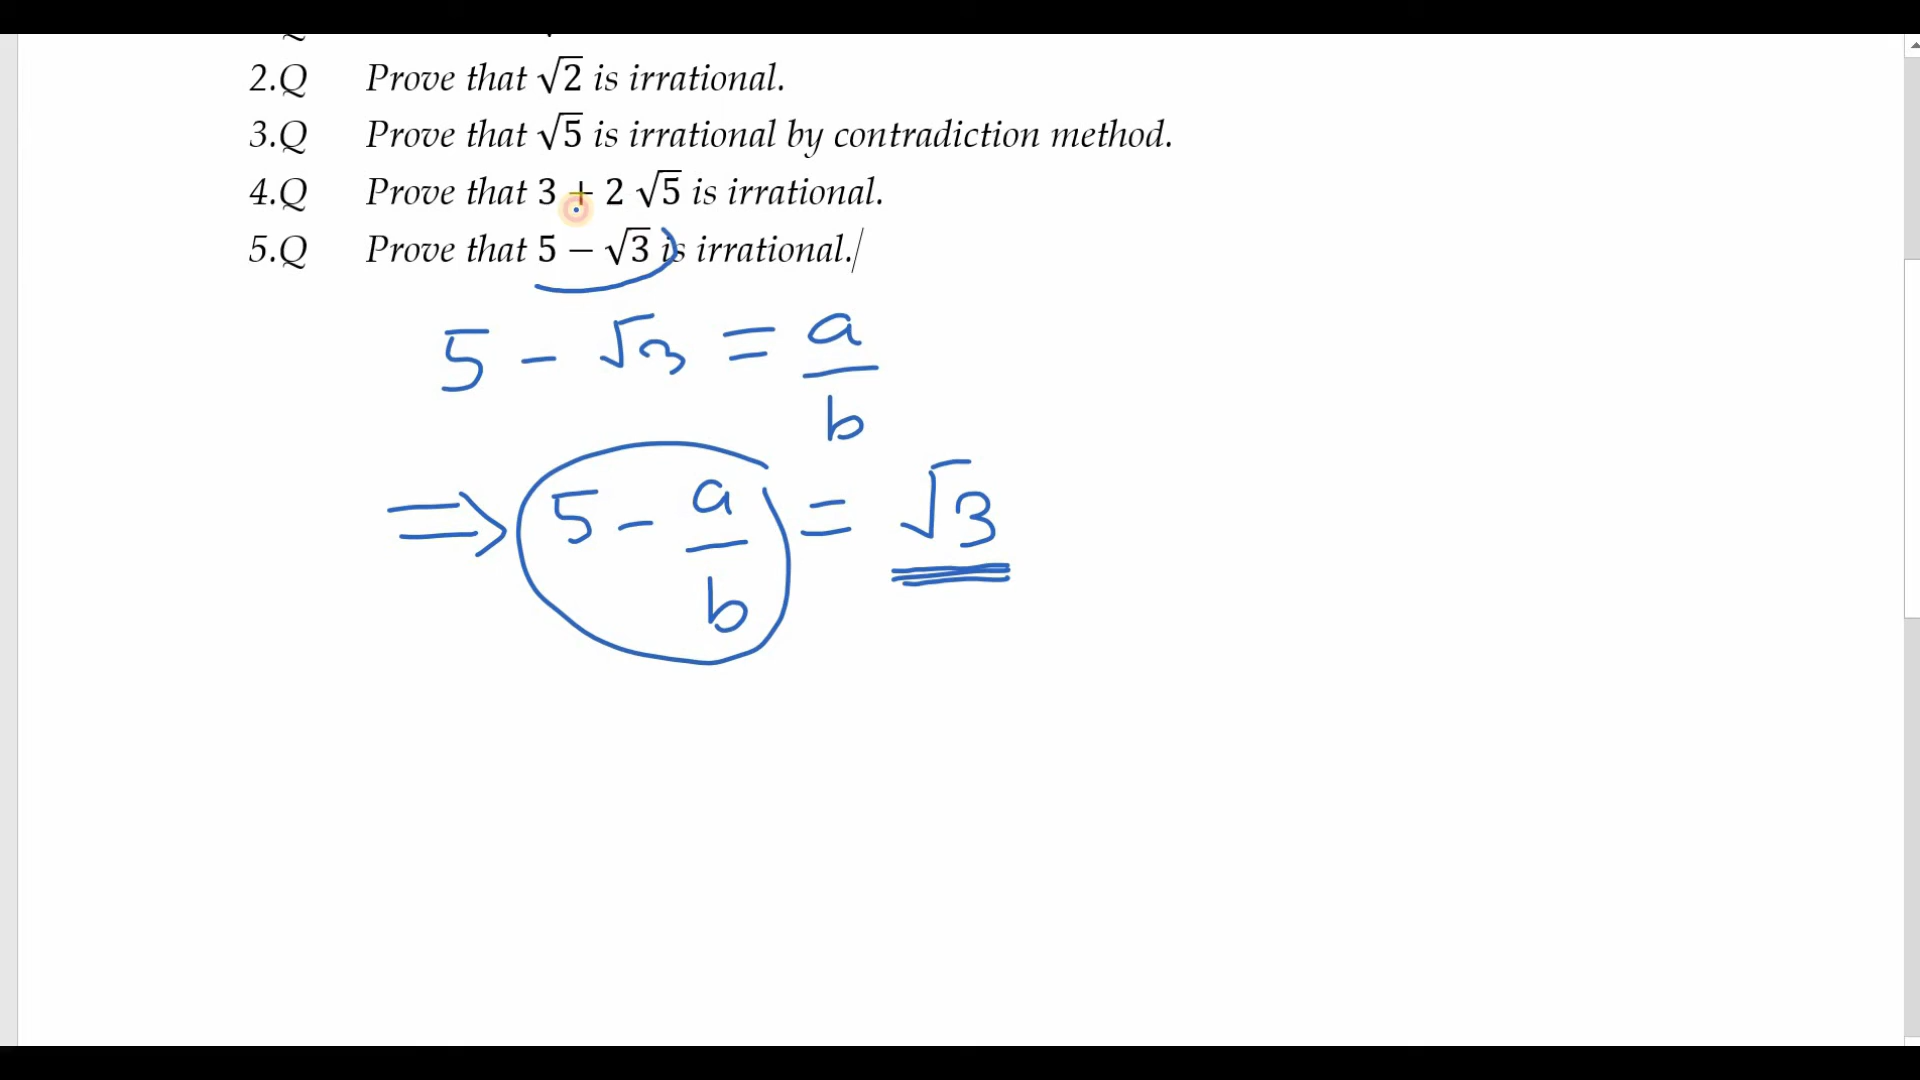 2.Q Prove that √2 is irrational.
3.Q Prove that √5 is irrational by contradiction method.
4.Q Prove that 3 + 2 √5 is irrational.
5.Q Prove that 5 − √3 is irrational.
5 − √3 = a/b
⇒ 5 − a/b = √3